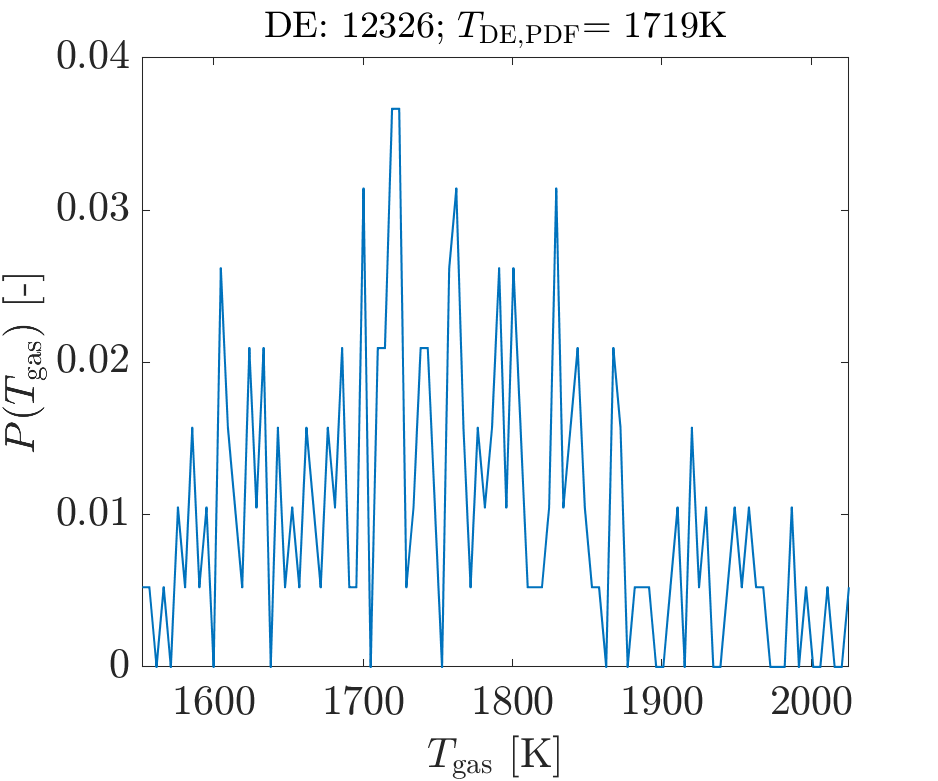 DE: 12326; T_DE,PDF= 1719K
0.04
0.03
0.02
0.01
0
P(T_gas) [-]
1600 1700 1800 1900 2000
T_gas [K]